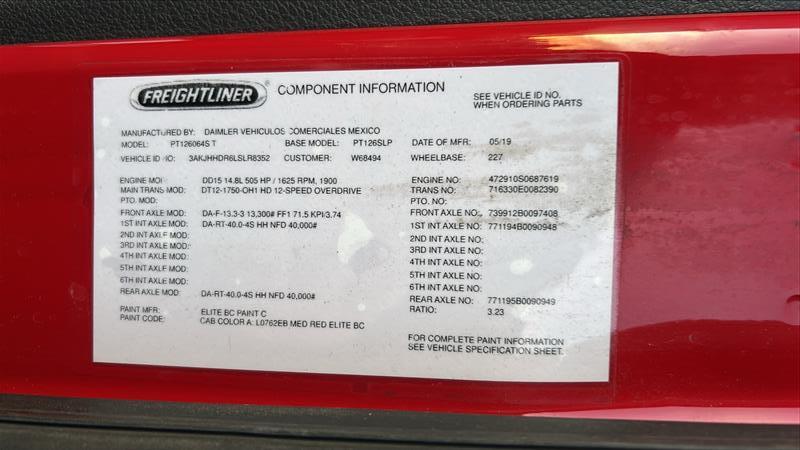 FREIGHTLINER® COMPONENT INFORMATION
SEE VEHICLE ID NO.
WHEN ORDERING PARTS
MANUFACTURED BY: DAIMLER VEHICULOS COMERCIALES MEXICO
MODEL: PT126064S T BASE MODEL: PT126SLP DATE OF MFR: 05/19
VEHICLE ID NO: 3AKJHHDR6LSLR8352 CUSTOMER: W68494 WHEELBASE: 227
ENGINE MOD: DD15 14.8L 505 HP / 1625 RPM, 1900 ENGINE NO: 472910S0687619
MAIN TRANS MOD: DT12-1750-OH1 HD 12-SPEED OVERDRIVE TRANS NO: 716330E0082390
PTO. MOD: PTO. NO:
FRONT AXLE MOD: DA-F-13.3-3 13,300# FF1 71.5 KPI/3.74 FRONT AXLE NO: 739912B0097408
1ST INT AXLE MOD: DA-RT-40.0-4S HH NFD 40,000# 1ST INT AXLE NO: 771194B0090948
2ND INT AXLE MOD: 2ND INT AXLE NO:
3RD INT AXLE MOD: 3RD INT AXLE NO:
4TH INT AXLE MOD: 4TH INT AXLE NO:
5TH INT AXLE MOD: 5TH INT AXLE NO:
6TH INT AXLE MOD: 6TH INT AXLE NO:
REAR AXLE MOD: DA-RT-40.0-4S HH NFD 40,000# REAR AXLE NO: 771195B0090949
RATIO: 3.23
PAINT MFR: ELITE BC PAINT C
PAINT CODE: CAB COLOR A: L0762EB MED RED ELITE BC
FOR COMPLETE PAINT INFORMATION
SEE VEHICLE SPECIFICATION SHEET.